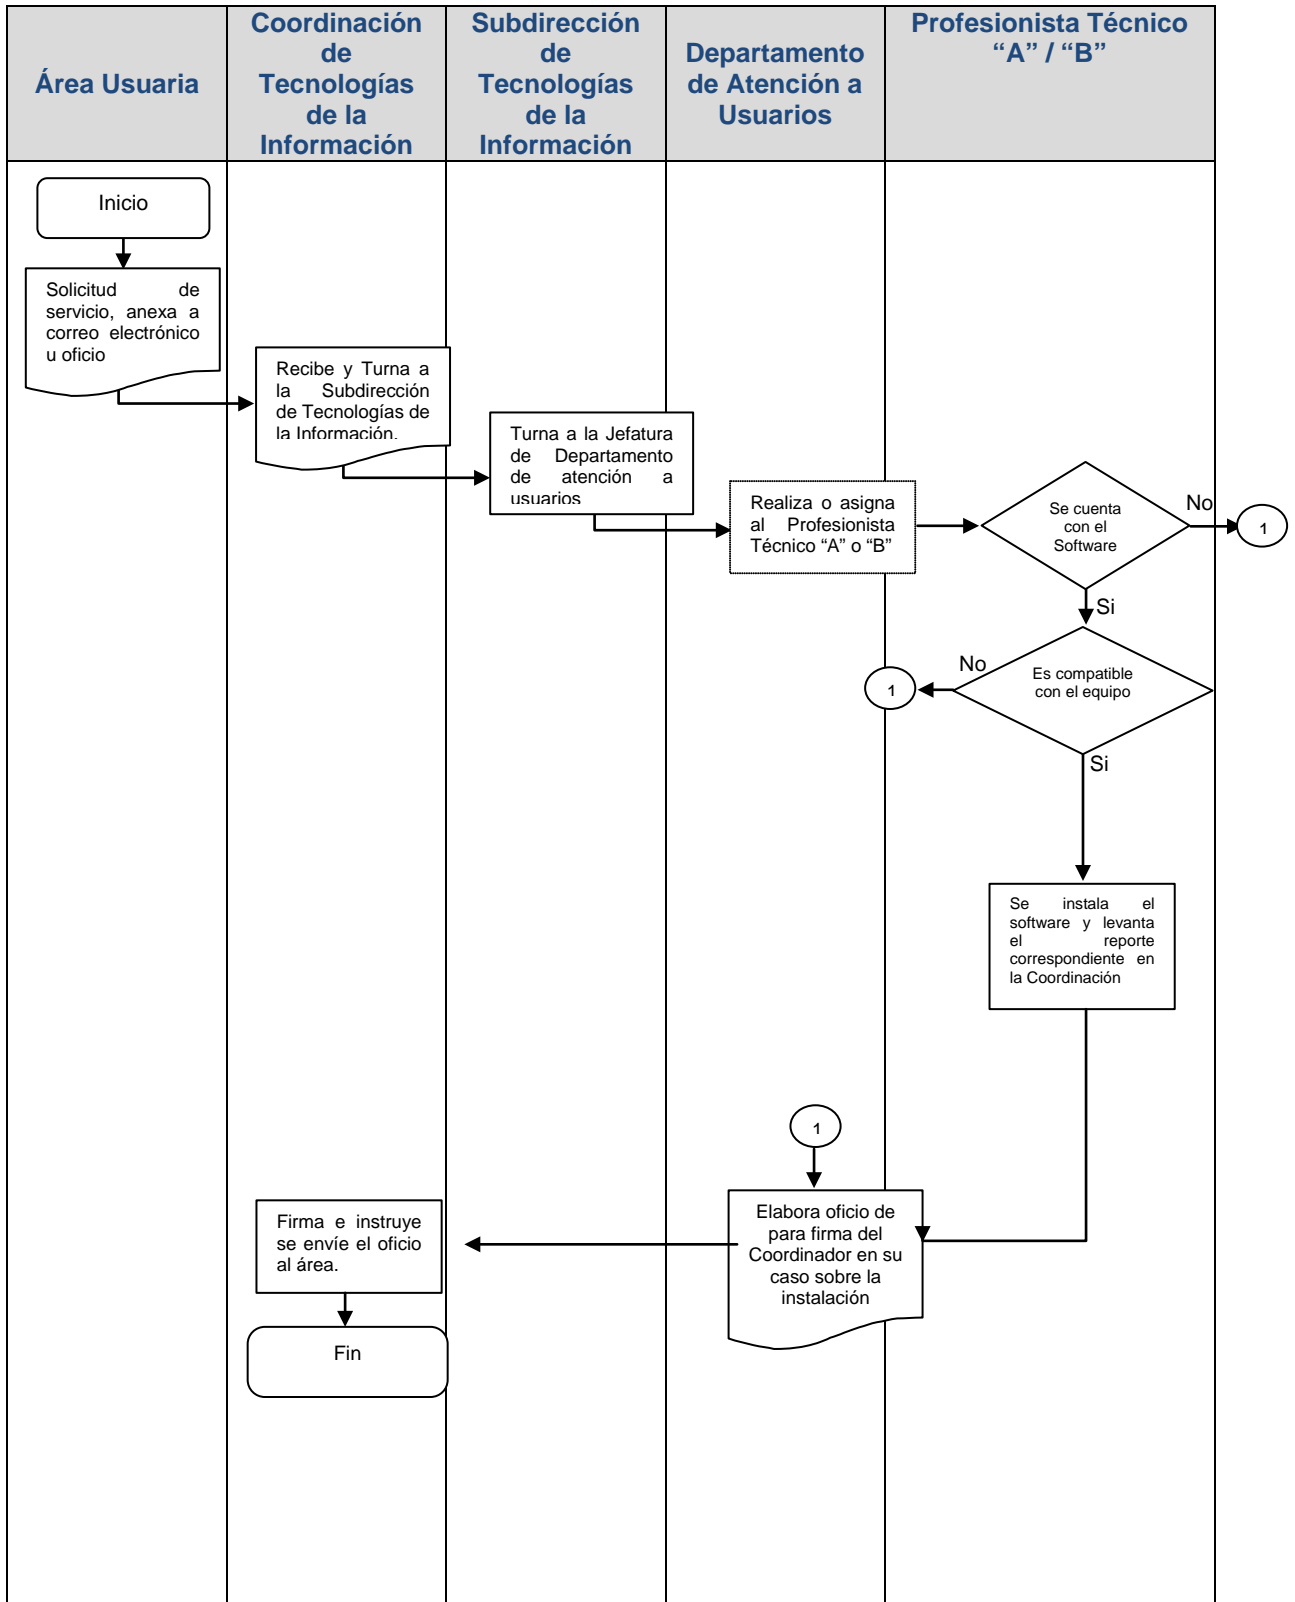 Área Usuaria
Coordinación
de
Tecnologías
de la
Información
Subdirección
de
Tecnologías
de la
Información
Departamento
de Atención a
Usuarios
Profesionista Técnico
“A” / “B”
Inicio
Solicitud de
servicio, anexa a
correo electrónico
u oficio
Recibe y Turna a
la Subdirección
de Tecnologías de
la Información.
Turna a la Jefatura
de Departamento
de atención a
usuarios
Realiza o asigna
al Profesionista
Técnico “A” o “B”
Se cuenta
con el
Software
No
1
Si
Es compatible
con el equipo
No
1
Si
Se instala el
software y levanta
el reporte
correspondiente en
la Coordinación
1
Elabora oficio de
para firma del
Coordinador en su
caso sobre la
instalación
Firma e instruye
se envíe el oficio
al área.
Fin